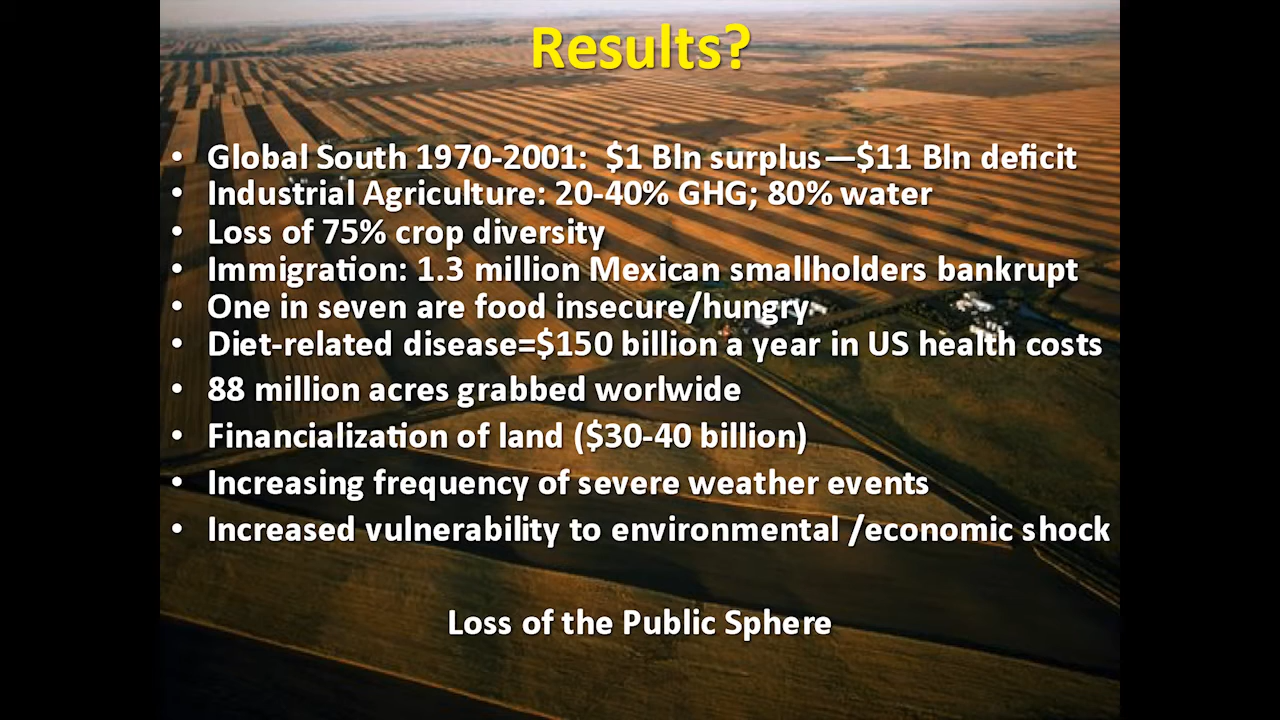 Results?
• Global South 1970-2001:  $1 Bln surplus—$11 Bln deficit
• Industrial Agriculture: 20-40% GHG; 80% water
• Loss of 75% crop diversity
• Immigration: 1.3 million Mexican smallholders bankrupt
• One in seven are food insecure/hungry
• Diet-related disease=$150 billion a year in US health costs
• 88 million acres grabbed worlwide
• Financialization of land ($30-40 billion)
• Increasing frequency of severe weather events
• Increased vulnerability to environmental /economic shock
Loss of the Public Sphere